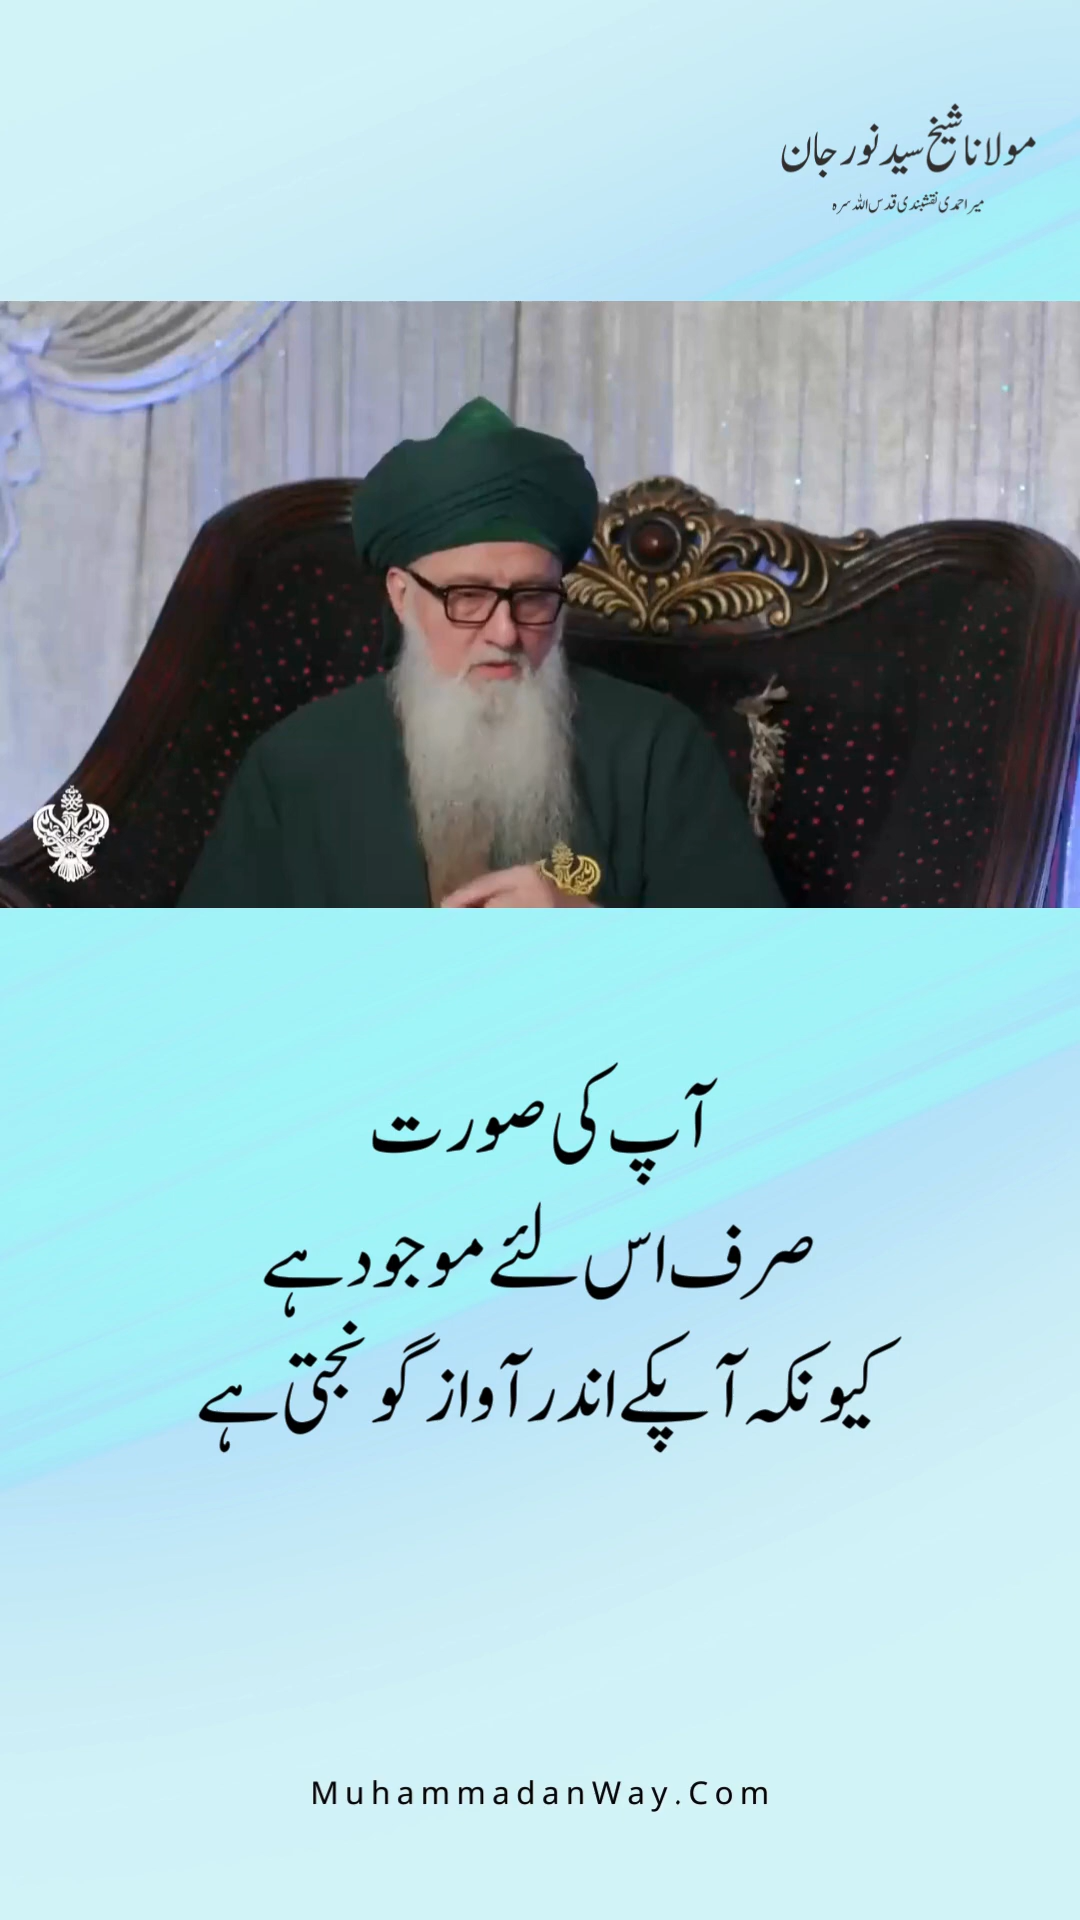 مولانا شیخ سید نور جان
میر احمدی نقشبندی قدس اللہ سرہ
آپ کی صورت
صرف اس لئے موجود ہے
کیونکہ آپکے اندر آواز گونجتی ہے
MuhammadanWay.Com